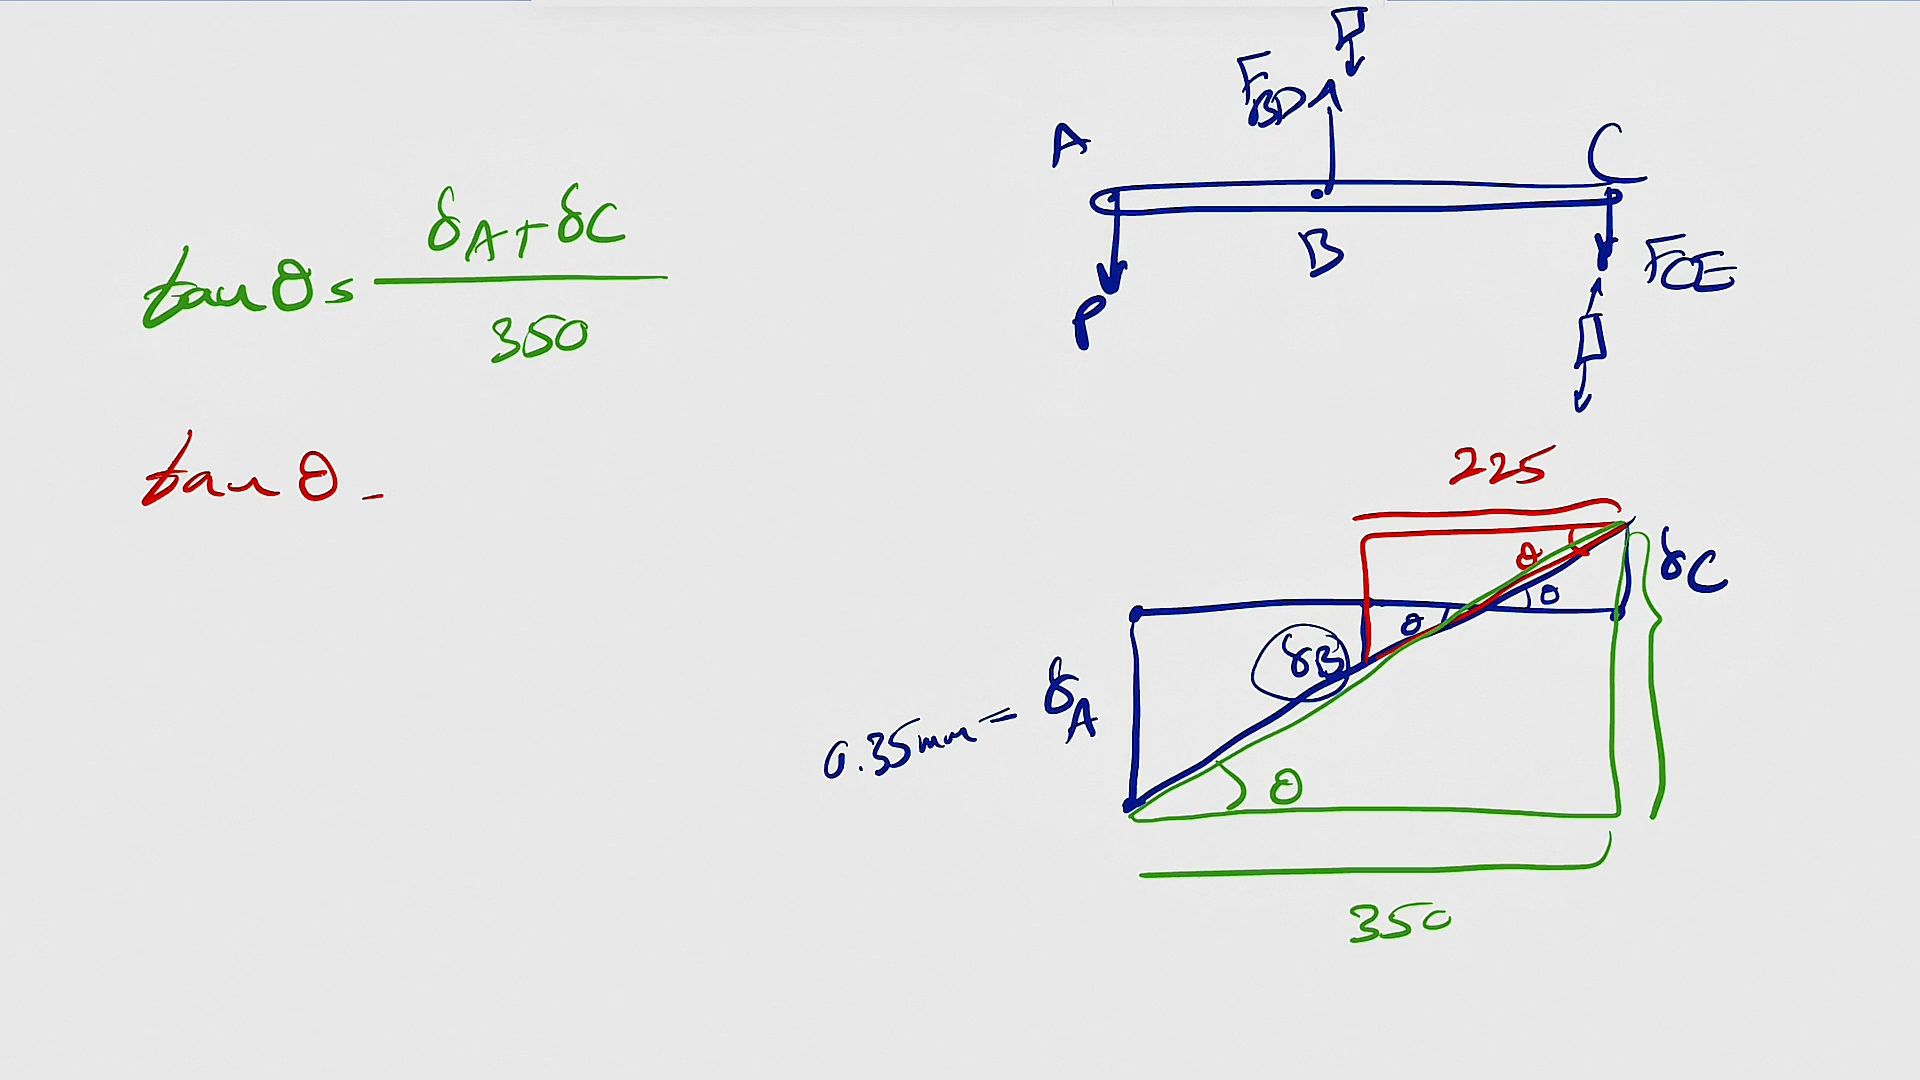 tan θ = δA + δC
350
tan θ -
FBD
A
C
B
FCE
P
225
θ
δC
θ
θ
δB
0.35mm = δA
θ
350